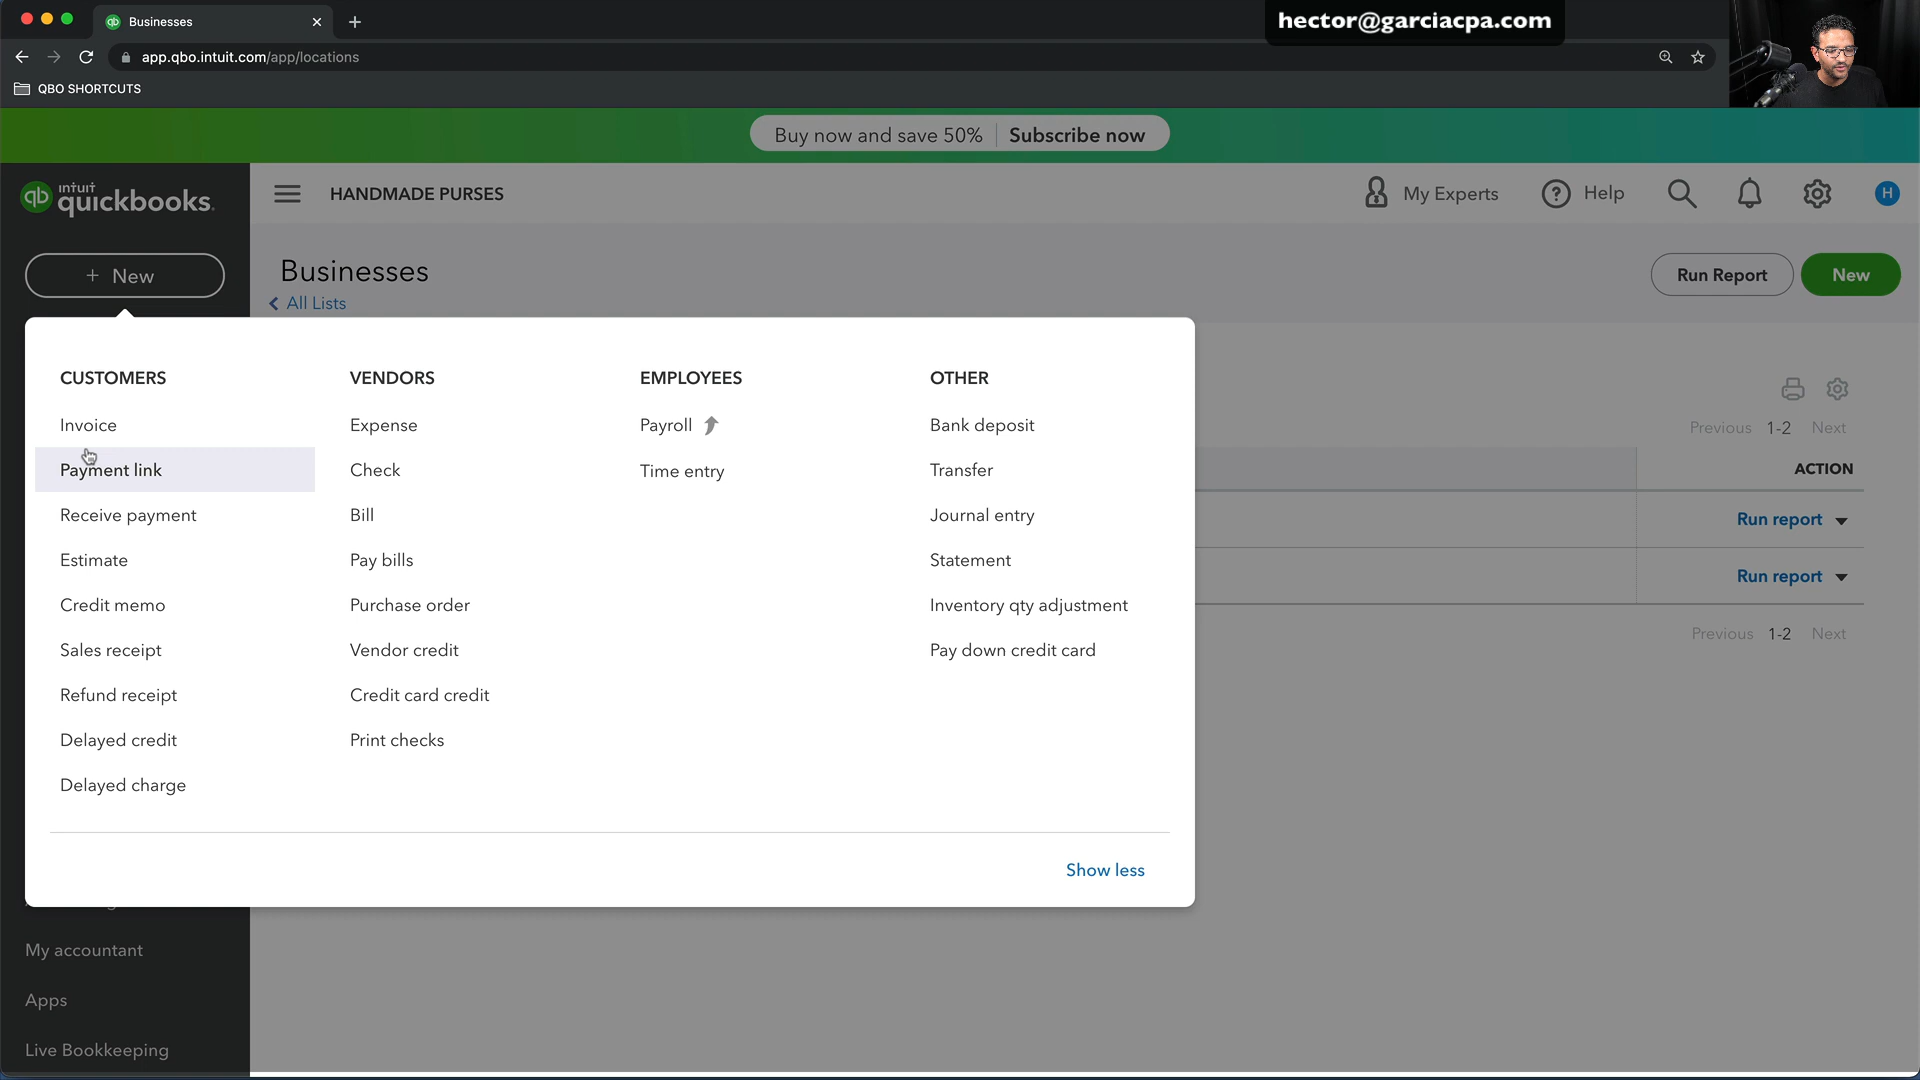 Businesses
hector@garciacpa.com
app.qbo.intuit.com/app/locations
QBO SHORTCUTS
Buy now and save 50% Subscribe now
qb intuit quickbooks.
HANDMADE PURSES
My Experts
Help
H
+ New
Businesses
All Lists
Run Report
New
CUSTOMERS
Invoice
Payment link
Receive payment
Estimate
Credit memo
Sales receipt
Refund receipt
Delayed credit
Delayed charge
VENDORS
Expense
Check
Bill
Pay bills
Purchase order
Vendor credit
Credit card credit
Print checks
EMPLOYEES
Payroll
Time entry
OTHER
Bank deposit
Transfer
Journal entry
Statement
Inventory qty adjustment
Pay down credit card
Show less
Previous 1-2 Next
ACTION
Run report
Run report
Previous 1-2 Next
My accountant
Apps
Live Bookkeeping